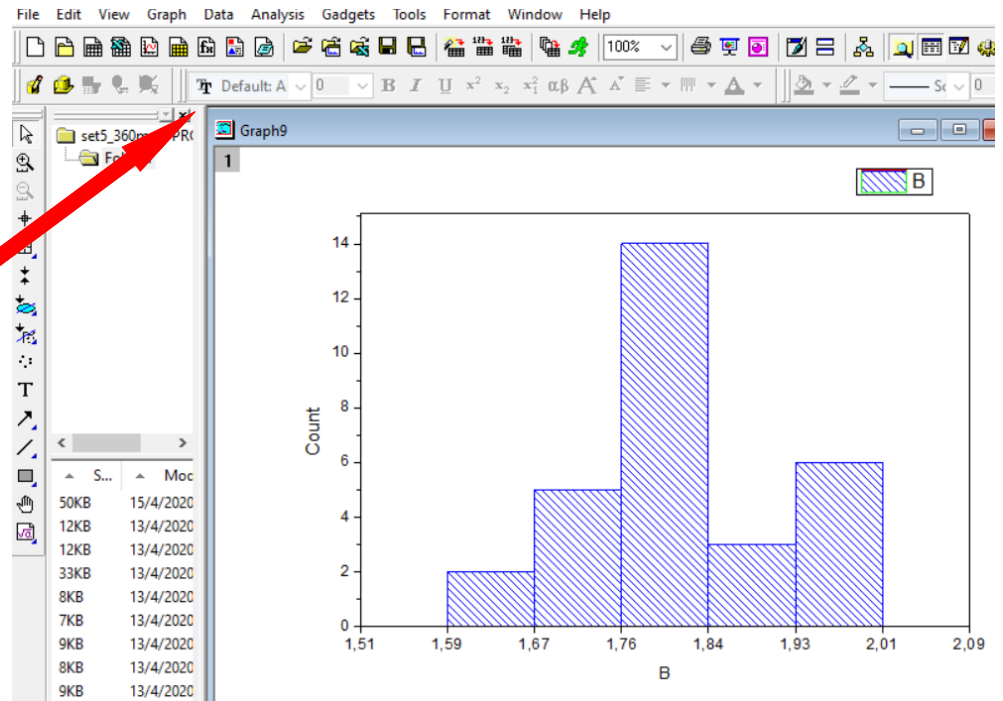 File Edit View Graph Data Analysis Gadgets Tools Format Window Help
100%
Default: A 0 B I U x² x₂ x²₁ αβ A A A 0
Graph9
1
B
T
S... Moc
50KB 15/4/2020
12KB 13/4/2020
12KB 13/4/2020
33KB 13/4/2020
8KB 13/4/2020
7KB 13/4/2020
9KB 13/4/2020
8KB 13/4/2020
9KB 13/4/2020
Count
14
12
10
8
6
4
2
0
1,51 1,59 1,67 1,76 1,84 1,93 2,01 2,09
B